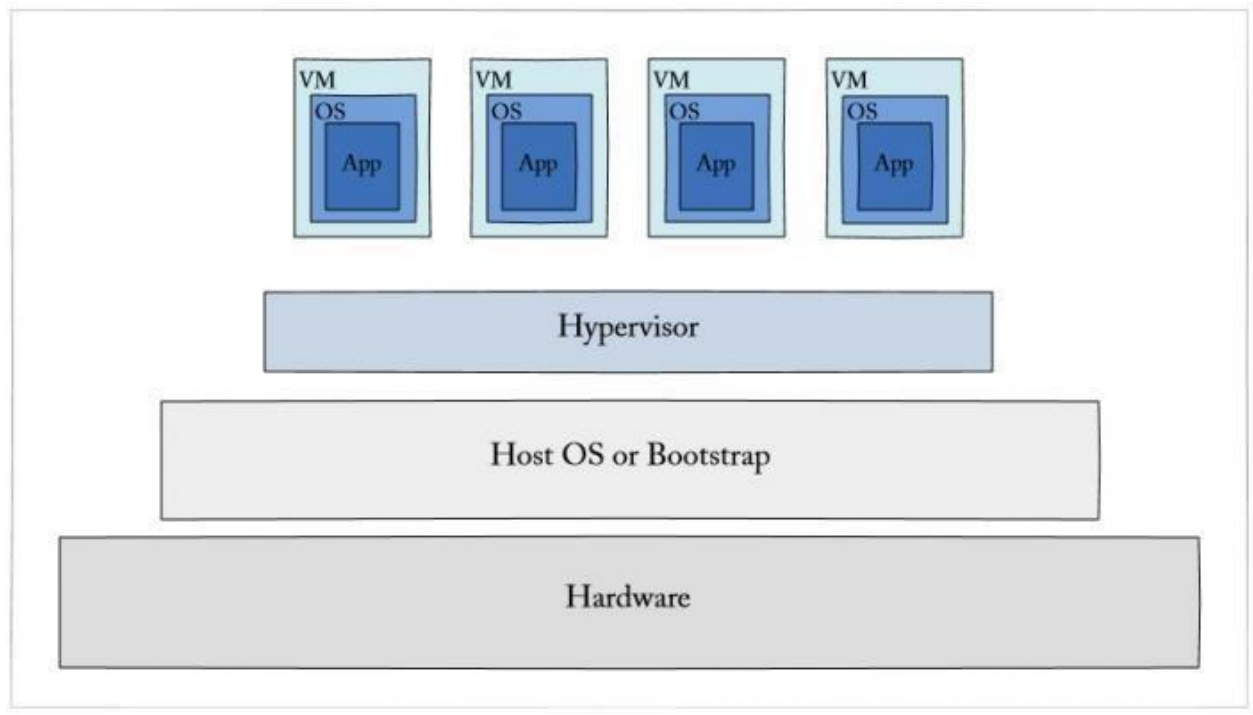 VM VM VM VM
OS OS OS OS
App App App App
Hypervisor
Host OS or Bootstrap
Hardware